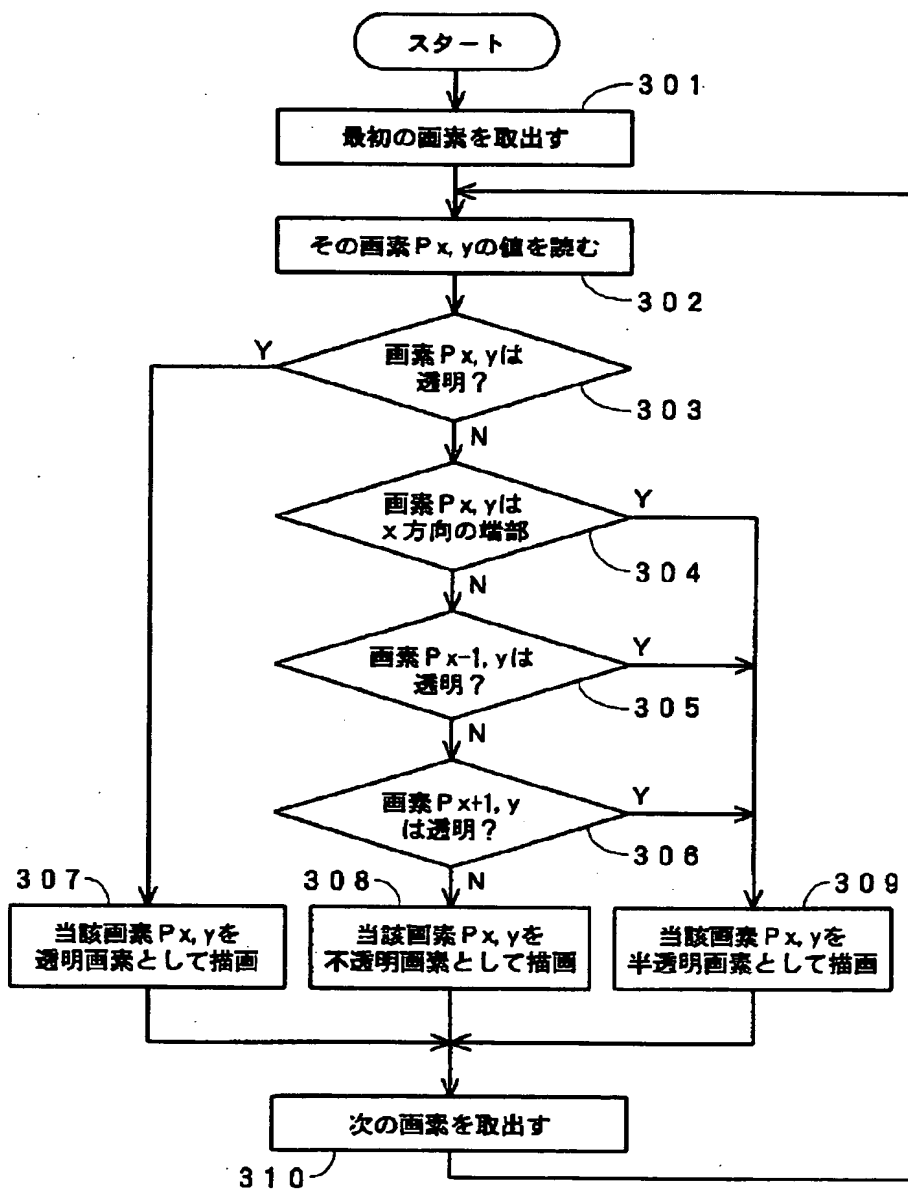 スタート
301
最初の画素を取出す
その画素Px,yの値を読む
302
画素Px,yは
透明?
303
Y
N
画素Px,yは
x方向の端部
304
Y
N
画素Px-1,yは
透明?
305
Y
N
画素Px+1,y
は透明?
306
Y
N
307
当該画素Px,yを
透明画素として描画
308
当該画素Px,yを
不透明画素として描画
309
当該画素Px,yを
半透明画素として描画
次の画素を取出す
310